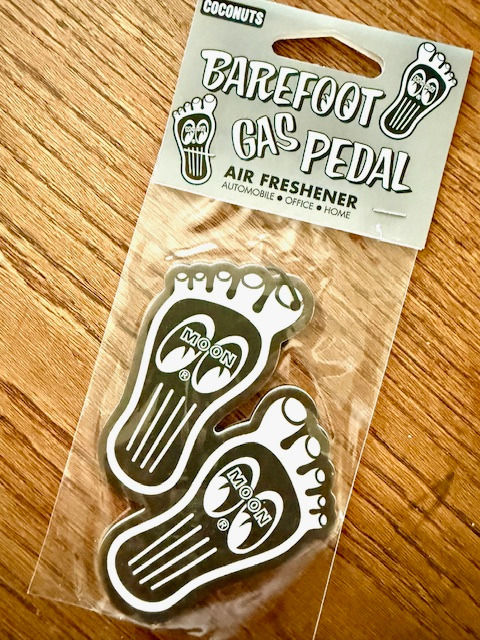 COCONUTS
BAREFOOT
GAS PEDAL
AIR FRESHENER
AUTOMOBILE • OFFICE • HOME
MOON
®
MOON
®